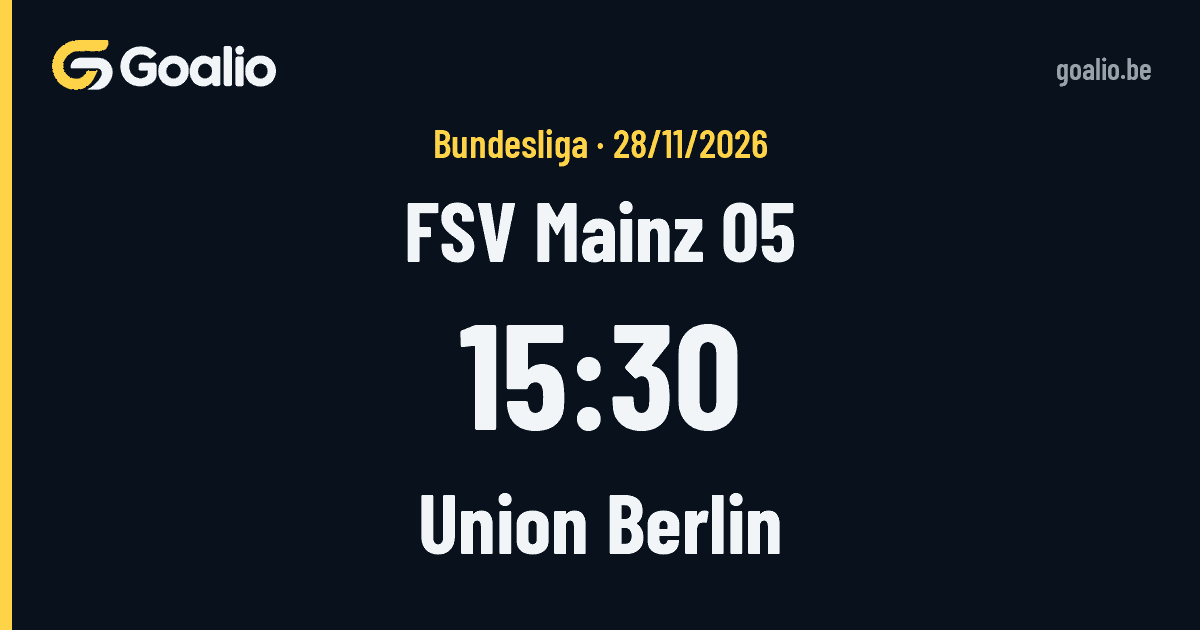 Goalio
goalio.be
Bundesliga · 28/11/2026
FSV Mainz 05
15:30
Union Berlin